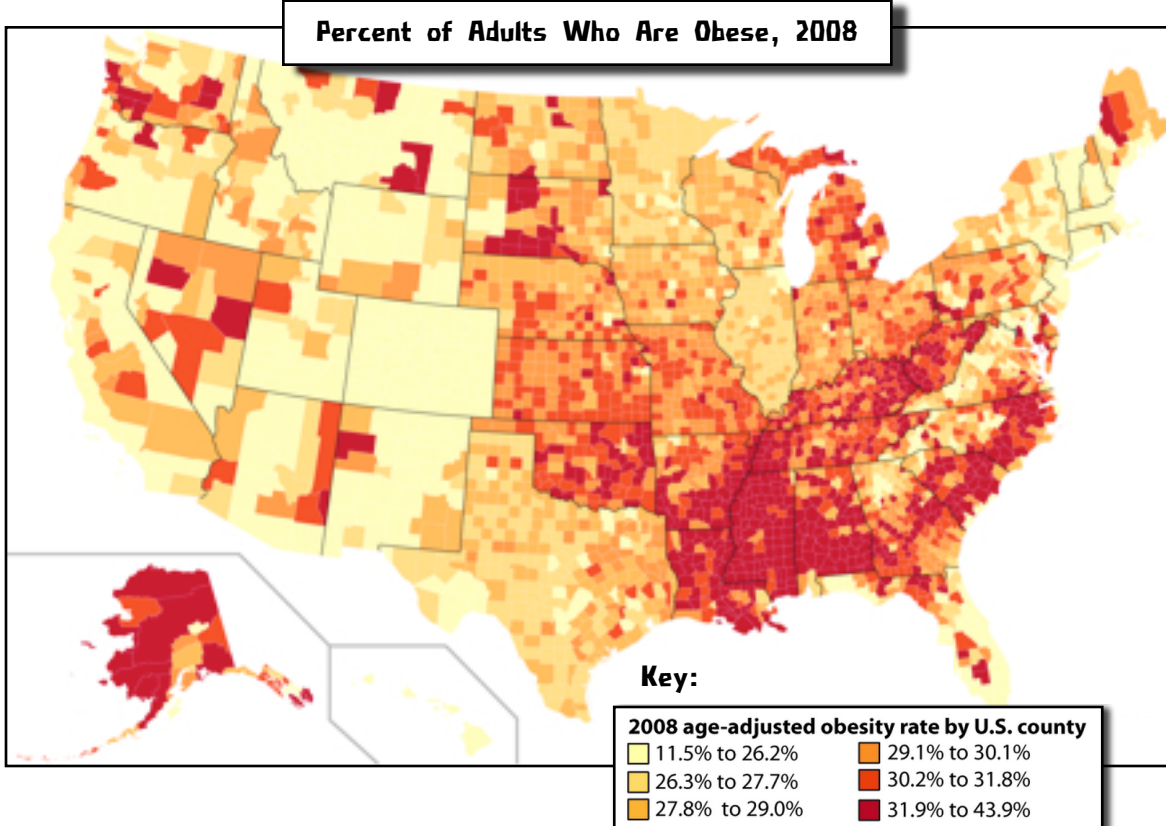 Percent of Adults Who Are Obese, 2008
Key:
2008 age-adjusted obesity rate by U.S. county
11.5% to 26.2%
26.3% to 27.7%
27.8% to 29.0%
29.1% to 30.1%
30.2% to 31.8%
31.9% to 43.9%